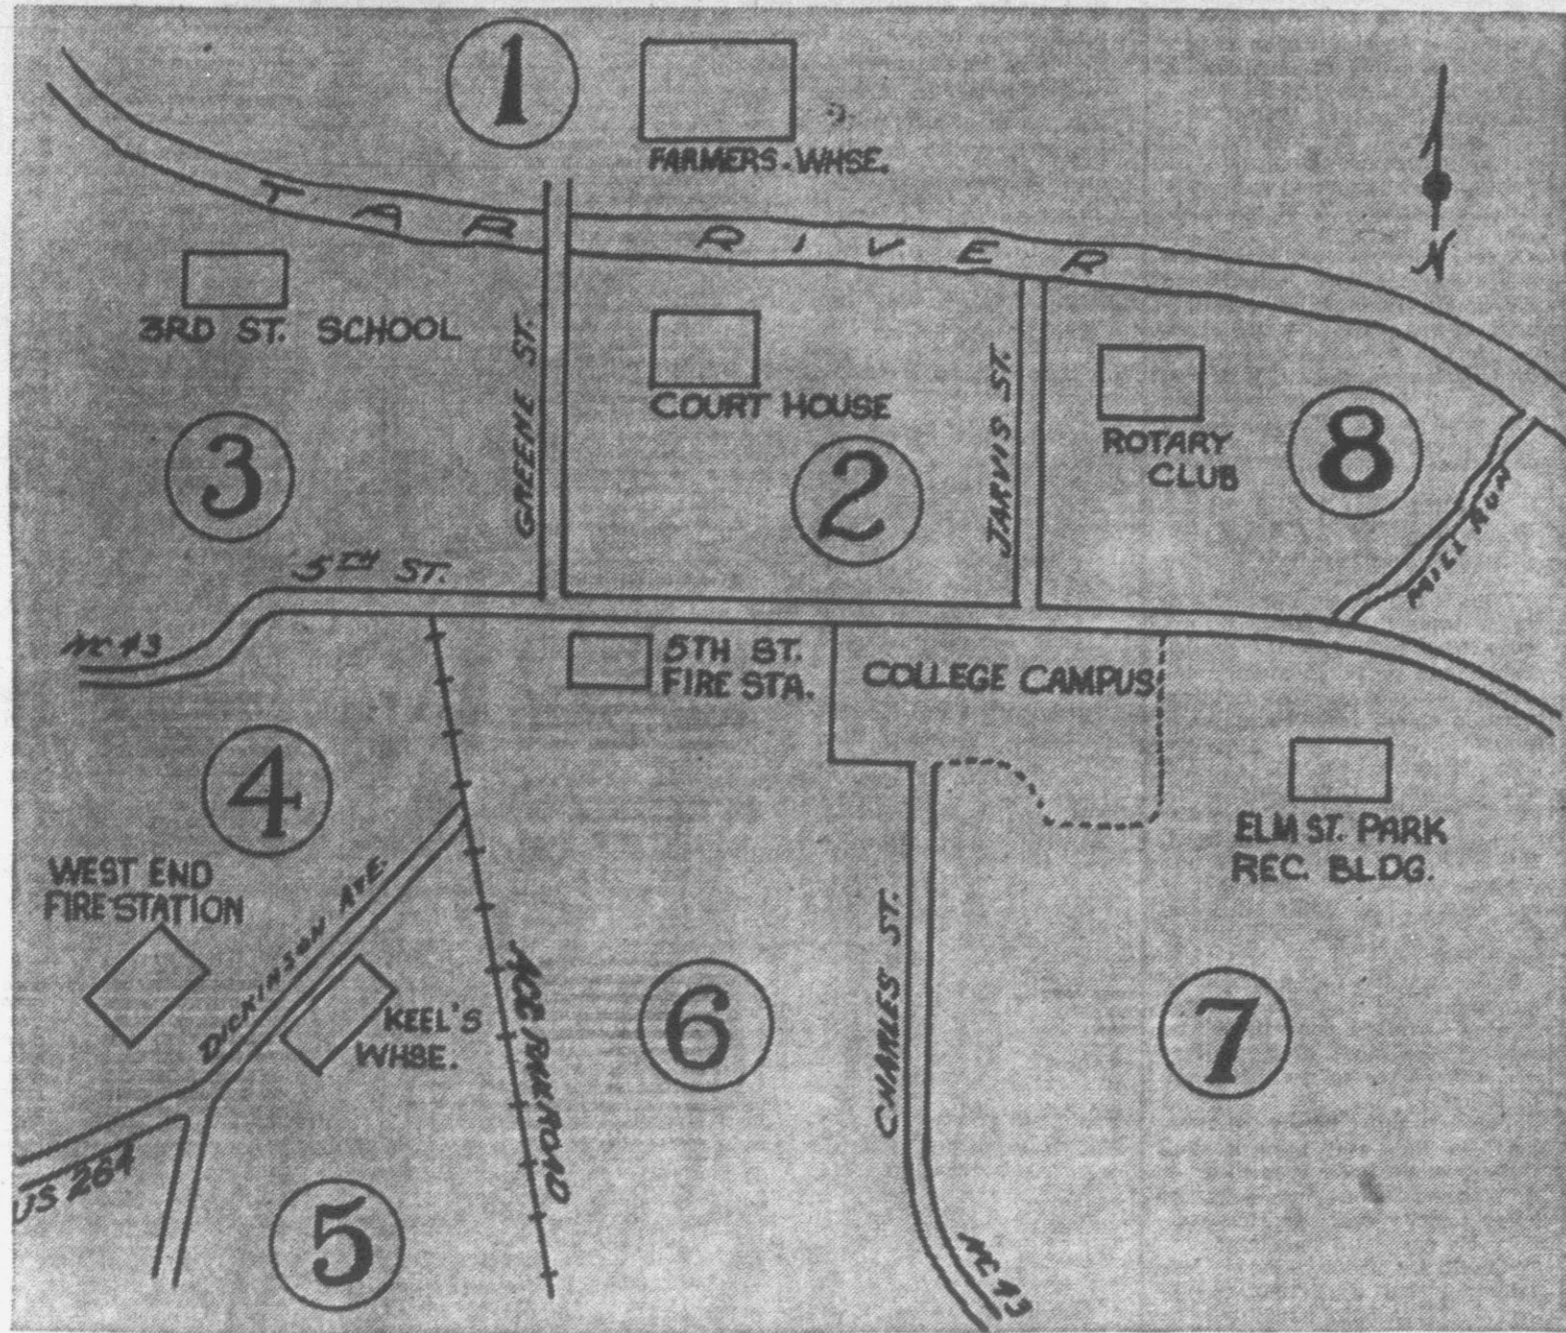 1
FARMERS. WHSE.
TAR RIVER
N
3RD ST. SCHOOL
GREENE ST.
COURT HOUSE
JARVIS ST.
ROTARY
CLUB
8
3
2
MILL RUN
5TH ST.
NC 43
5TH ST.
FIRE STA.
COLLEGE CAMPUS
4
ELM ST. PARK
REC. BLDG.
WEST END
FIRE STATION
DICKINSON AVE.
KEEL'S
WHSE.
RAILROAD
6
CHARLES ST.
7
US 264
5
NC 43